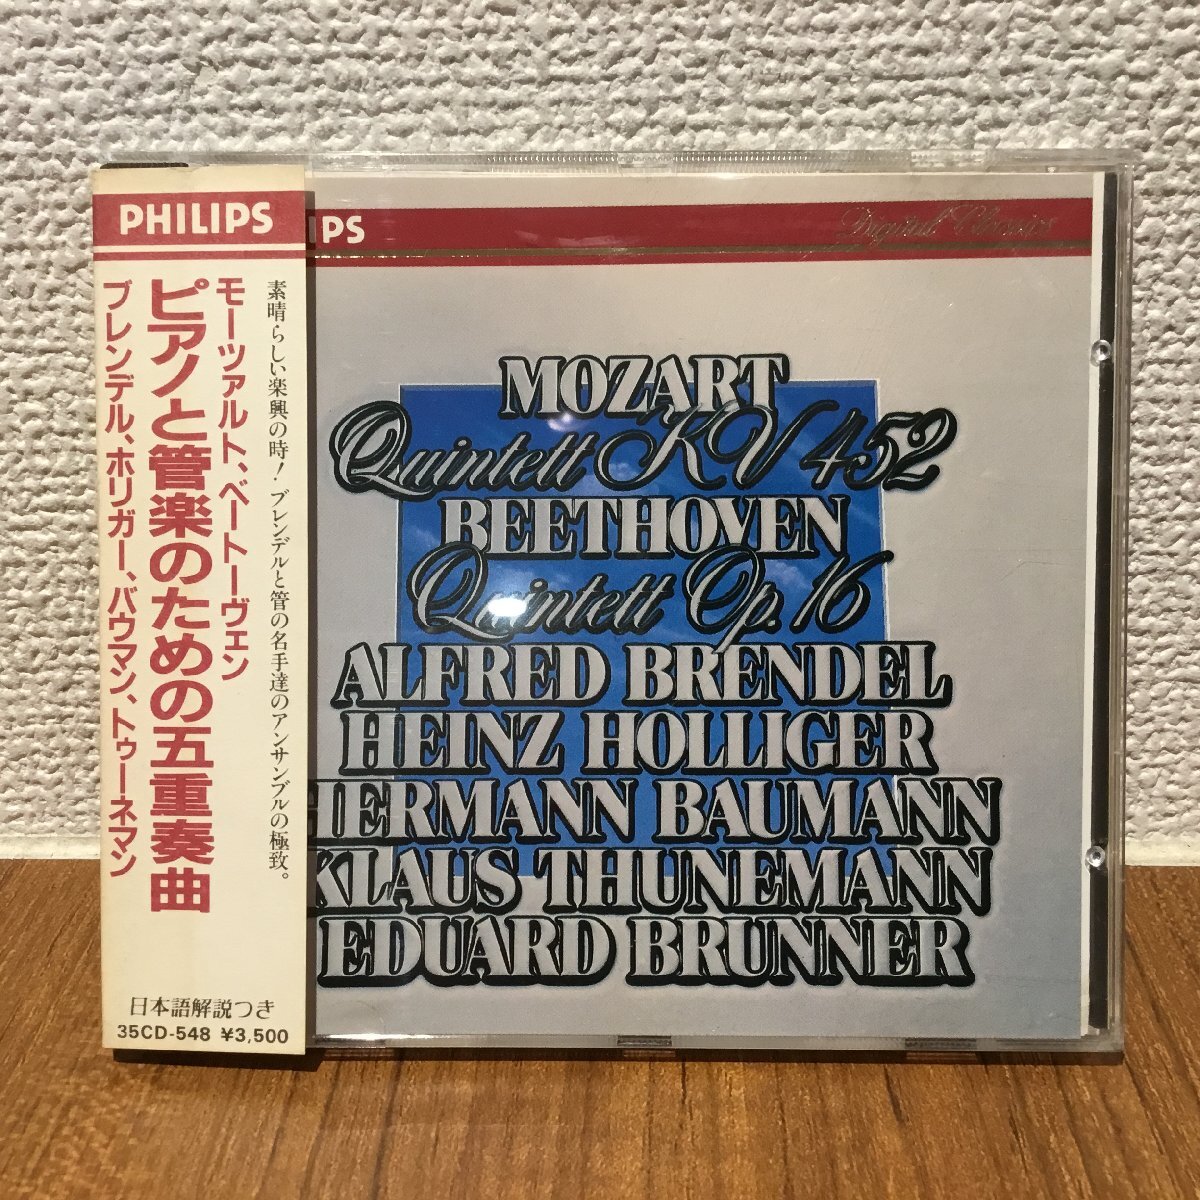 PHILIPS
素晴らしい楽興の時！ブレンデルと管の名手達のアンサンブルの極致。
モーツァルト、ベートーヴェン
ピアノと管楽のための五重奏曲
ブレンデル、ホリガー、バウマン、トゥーネマン
日本語解説つき
35CD-548 ¥3,500
IPS
Digital Classics
MOZART
Quintett KV 452
BEETHOVEN
Quintett Op. 16
ALFRED BRENDEL
HEINZ HOLLIGER
HERMANN BAUMANN
KLAUS THUNEMANN
EDUARD BRUNNER